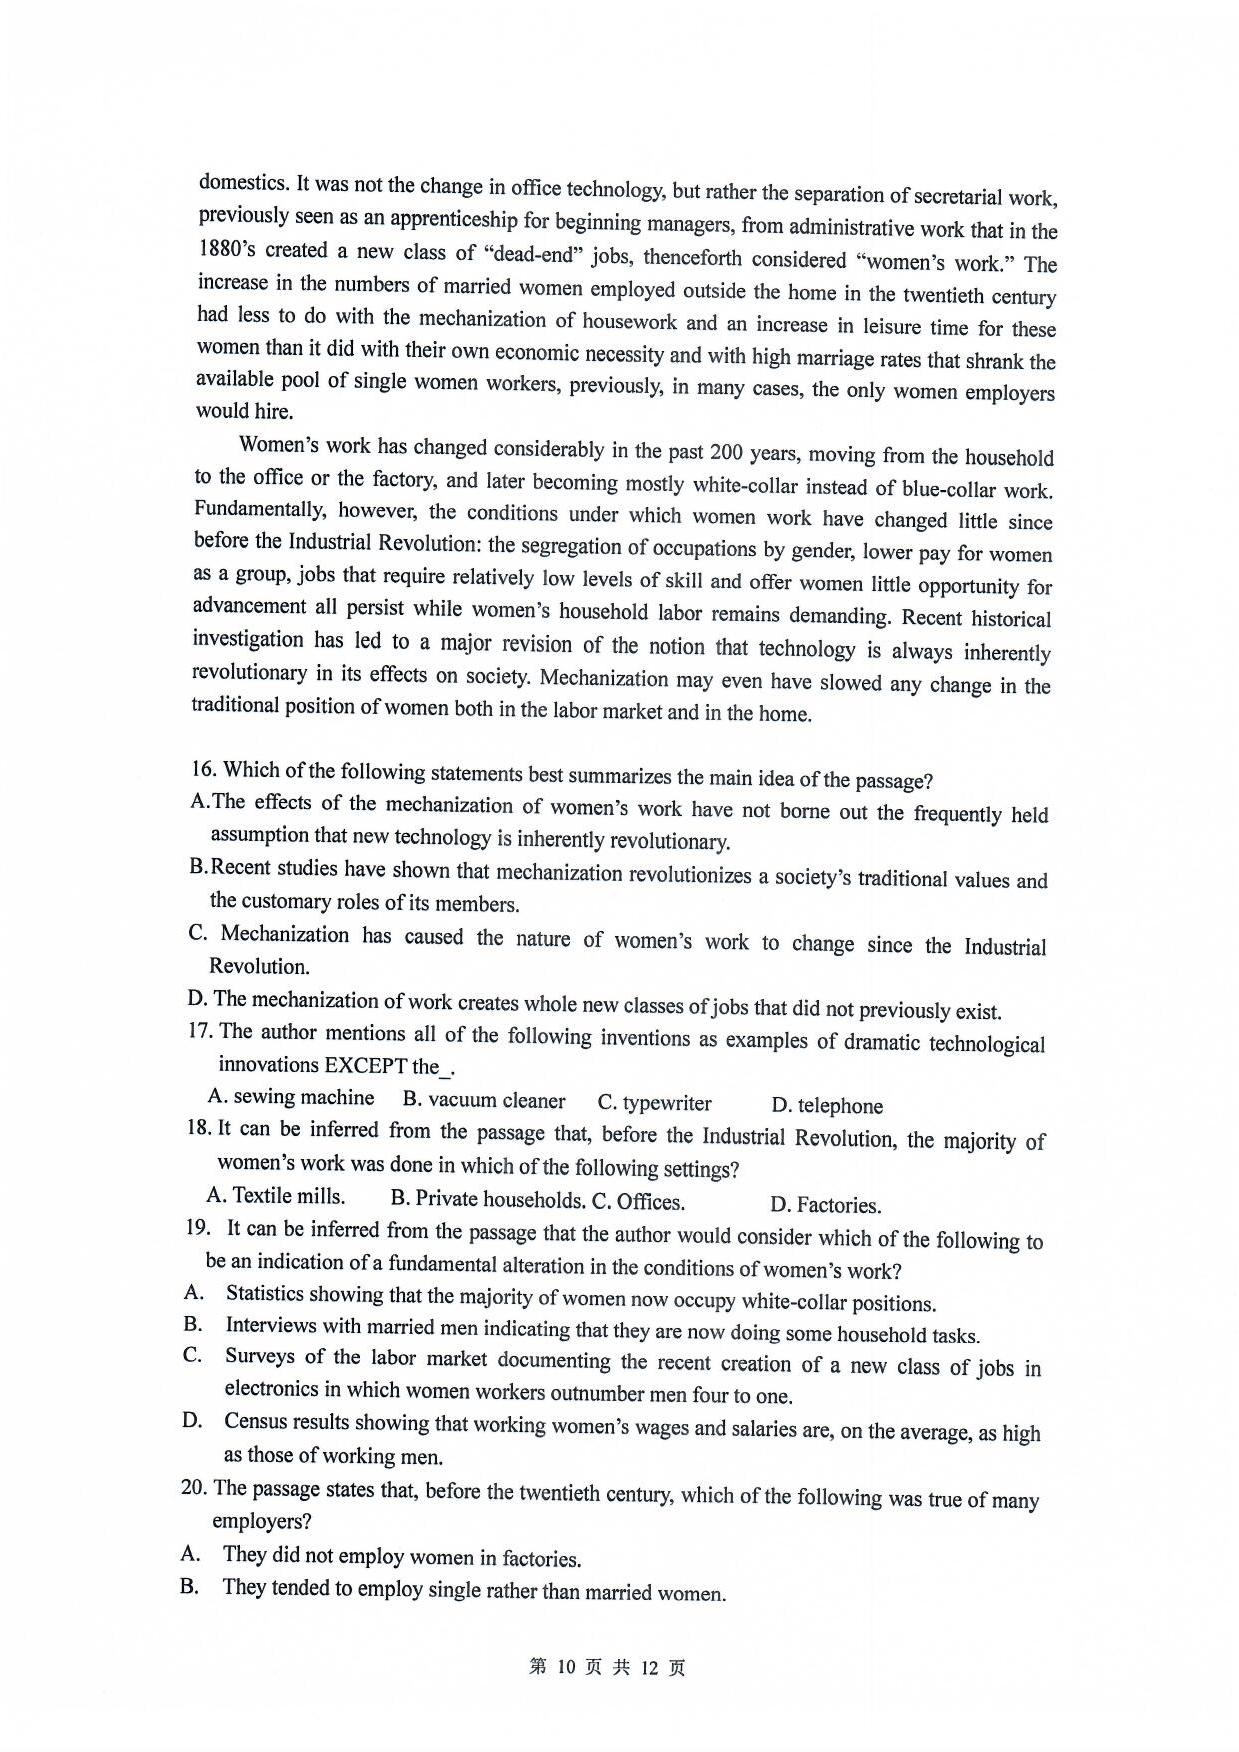 domestics. It was not the change in office technology, but rather the separation of secretarial work,
previously seen as an apprenticeship for beginning managers, from administrative work that in the
1880's created a new class of “dead-end” jobs, thenceforth considered “women's work.” The
increase in the numbers of married women employed outside the home in the twentieth century
had less to do with the mechanization of housework and an increase in leisure time for these
women than it did with their own economic necessity and with high marriage rates that shrank the
available pool of single women workers, previously, in many cases, the only women employers
would hire.
Women's work has changed considerably in the past 200 years, moving from the household
to the office or the factory, and later becoming mostly white-collar instead of blue-collar work.
Fundamentally, however, the conditions under which women work have changed little since
before the Industrial Revolution: the segregation of occupations by gender, lower pay for women
as a group, jobs that require relatively low levels of skill and offer women little opportunity for
advancement all persist while women's household labor remains demanding. Recent historical
investigation has led to a major revision of the notion that technology is always inherently
revolutionary in its effects on society. Mechanization may even have slowed any change in the
traditional position of women both in the labor market and in the home.
16. Which of the following statements best summarizes the main idea of the passage?
A.The effects of the mechanization of women's work have not borne out the frequently held
assumption that new technology is inherently revolutionary.
B.Recent studies have shown that mechanization revolutionizes a society's traditional values and
the customary roles of its members.
C. Mechanization has caused the nature of women's work to change since the Industrial
Revolution.
D. The mechanization of work creates whole new classes of jobs that did not previously exist.
17. The author mentions all of the following inventions as examples of dramatic technological
innovations EXCEPT the_.
A. sewing machine B. vacuum cleaner C. typewriter D. telephone
18. It can be inferred from the passage that, before the Industrial Revolution, the majority of
women's work was done in which of the following settings?
A. Textile mills. B. Private households. C. Offices. D. Factories.
19. It can be inferred from the passage that the author would consider which of the following to
be an indication of a fundamental alteration in the conditions of women's work?
A. Statistics showing that the majority of women now occupy white-collar positions.
B. Interviews with married men indicating that they are now doing some household tasks.
C. Surveys of the labor market documenting the recent creation of a new class of jobs in
electronics in which women workers outnumber men four to one.
D. Census results showing that working women's wages and salaries are, on the average, as high
as those of working men.
20. The passage states that, before the twentieth century, which of the following was true of many
employers?
A. They did not employ women in factories.
B. They tended to employ single rather than married women.
第 10 页 共 12 页